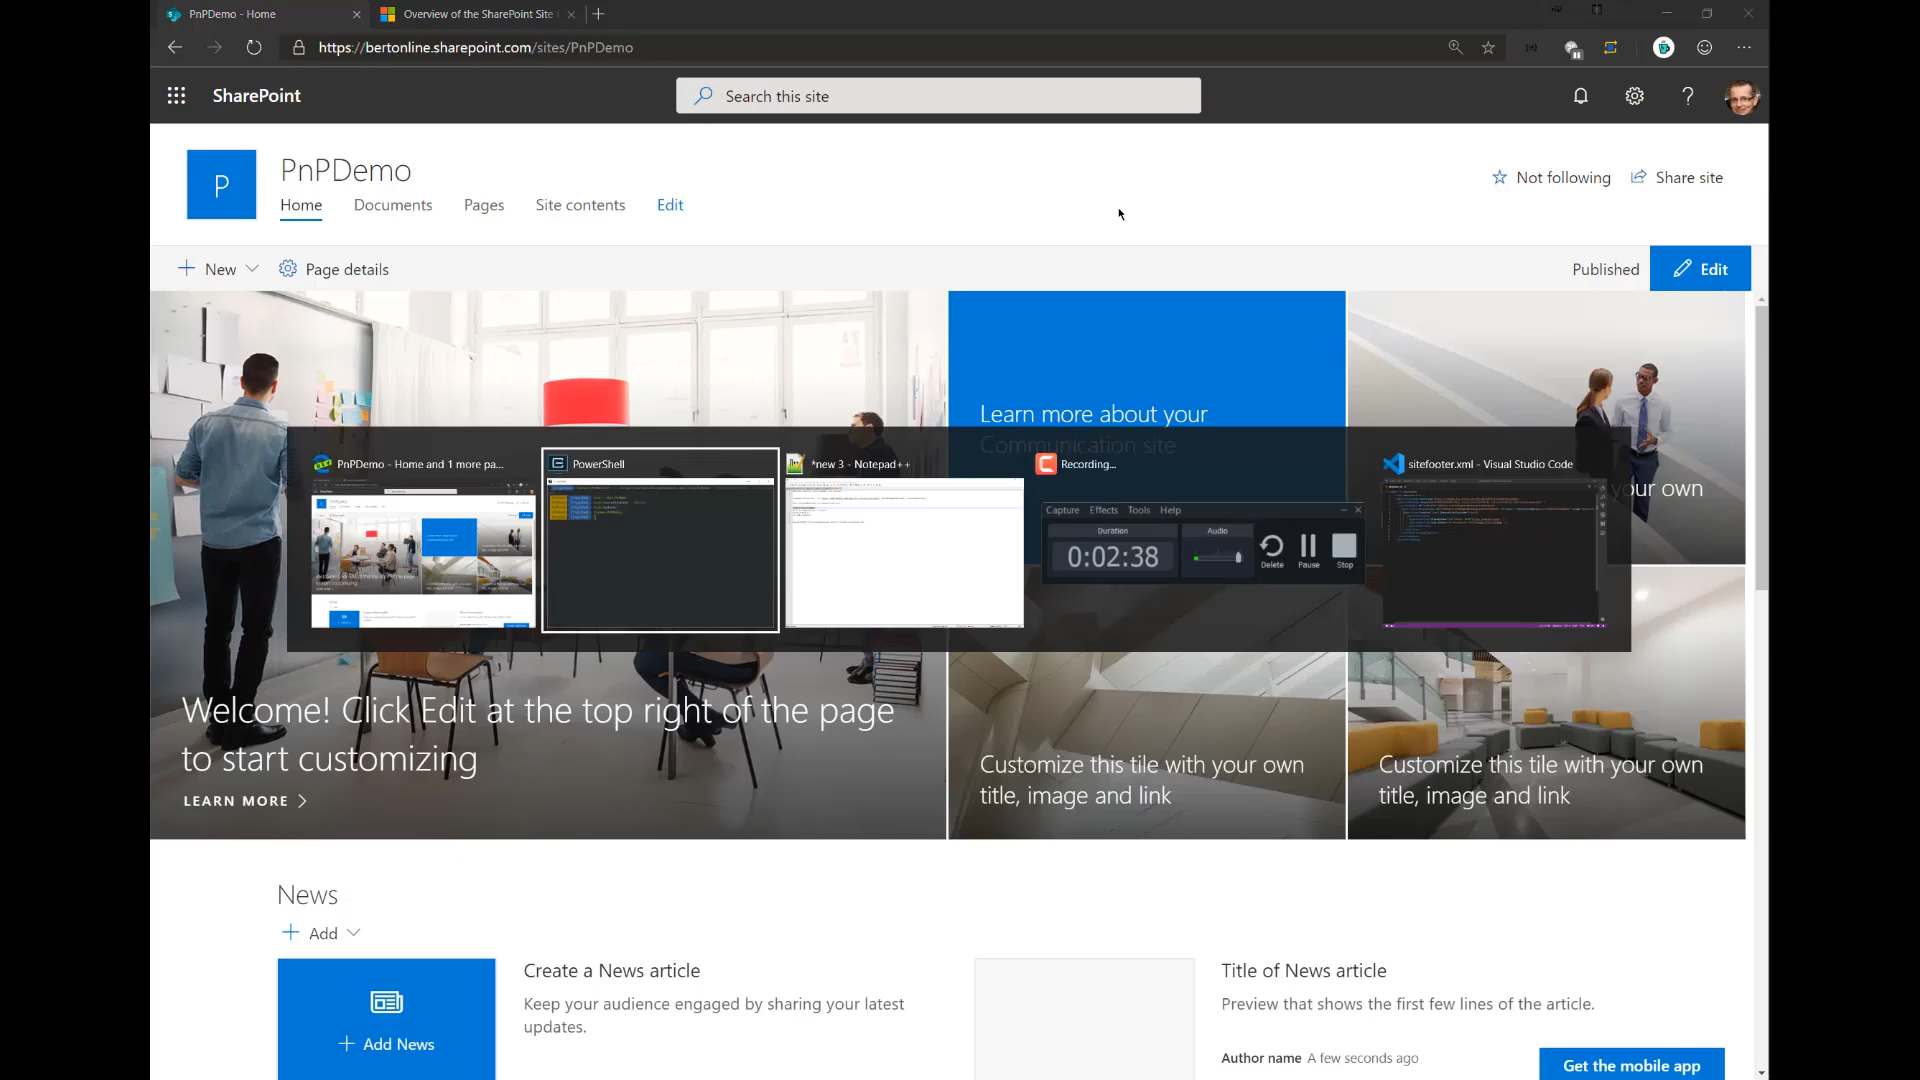 PnPDemo - Home
Overview of the SharePoint Site
https://bertonline.sharepoint.com/sites/PnPDemo
SharePoint
Search this site
P
PnPDemo
Home
Documents
Pages
Site contents
Edit
Not following
Share site
New
Page details
Published
Edit
Learn more about your
Communication site
your own
PnPDemo - Home and 1 more pa...
PowerShell
*new 3 - Notepad++
Recording...
sitefooter.xml - Visual Studio Code
Capture Effects Tools Help
Duration
Audio
0:02:38
Delete
Pause
Stop
Welcome! Click Edit at the top right of the page
to start customizing
LEARN MORE
Customize this tile with your own
title, image and link
Customize this tile with your own
title, image and link
News
Add
Add News
Create a News article
Keep your audience engaged by sharing your latest
updates.
Title of News article
Preview that shows the first few lines of the article.
Author name A few seconds ago
Get the mobile app